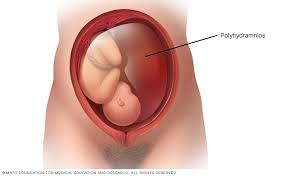 Polyhydramnios
© MAYO FOUNDATION FOR MEDICAL EDUCATION AND RESEARCH. ALL RIGHTS RESERVED.